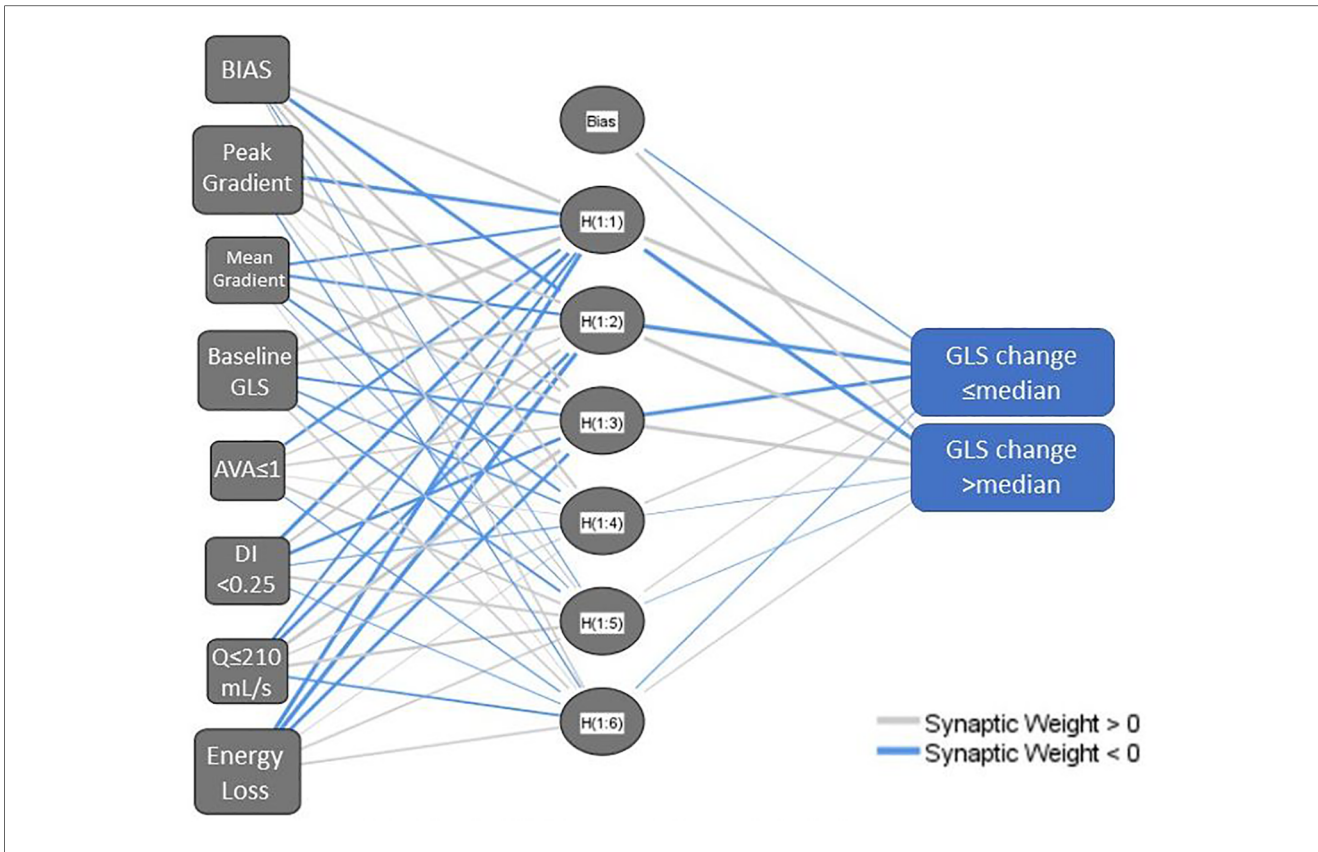 BIAS
Peak
Gradient
Mean
Gradient
Baseline
GLS
AVA≤1
DI
<0.25
Q≤210
mL/s
Energy
Loss
Bias
H(1:1)
H(1:2)
H(1:3)
H(1:4)
H(1:5)
H(1:6)
GLS change
≤median
GLS change
>median
Synaptic Weight > 0
Synaptic Weight < 0